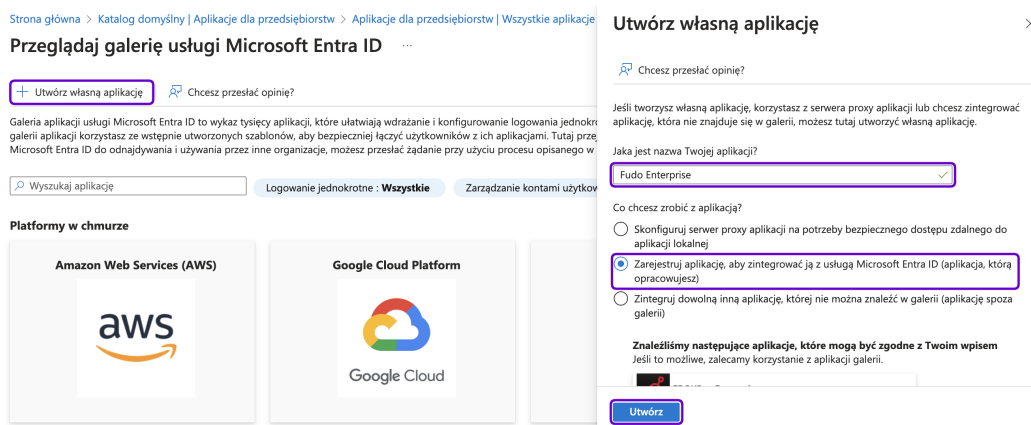 Strona główna > Katalog domyślny | Aplikacje dla przedsiębiorstw > Aplikacje dla przedsiębiorstw | Wszystkie aplikacje
Przeglądaj galerię usługi Microsoft Entra ID ...
+ Utwórz własną aplikację
Chcesz przesłać opinię?
Galeria aplikacji usługi Microsoft Entra ID to wykaz tysięcy aplikacji, które ułatwiają wdrażanie i konfigurowanie logowania
galerii aplikacji korzystasz ze wstępnie utworzonych szablonów, aby bezpieczniej łączyć użytkowników z ich aplikacjami. Tutaj
Microsoft Entra ID do odnajdywania i używania przez inne organizacje, możesz przesłać żądanie przy użyciu procesu opisanego w
Wyszukaj aplikację
Logowanie jednokrotne : Wszystkie
Zarządzanie kontami
Platformy w chmurze
Amazon Web Services (AWS)
Google Cloud Platform
aws
Google Cloud
Utwórz własną aplikację
Chcesz przesłać opinię?
Jeśli tworzysz własną aplikację, korzystasz z serwera proxy aplikacji lub chcesz zintegrować
aplikację, która nie znajduje się w galerii, możesz tutaj utworzyć własną aplikację.
Jaka jest nazwa Twojej aplikacji?
Fudo Enterprise
Co chcesz zrobić z aplikacją?
Skonfiguruj serwer proxy aplikacji na potrzeby bezpiecznego dostępu zdalnego do
aplikacji lokalnej
Zarejestruj aplikację, aby zintegrować ją z usługą Microsoft Entra ID (aplikacja, którą
opracowujesz)
Zintegruj dowolną inną aplikację, której nie można znaleźć w galerii (aplikację spoza
galerii)
Znaleźliśmy następujące aplikacje, które mogą być zgodne z Twoim wpisem
Jeśli to możliwe, zalecamy korzystanie z aplikacji galerii.
Utwórz